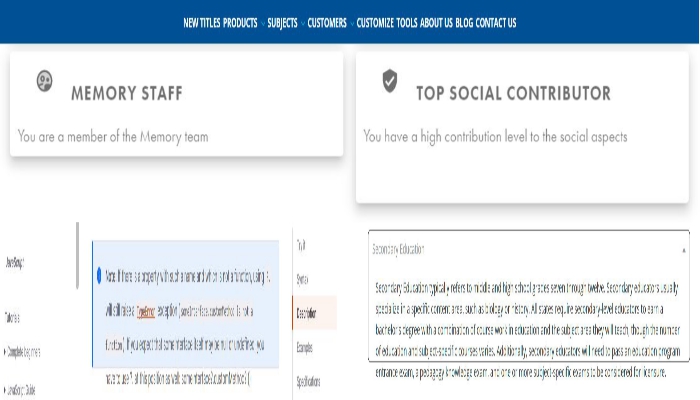 NEW TITLES PRODUCTS SUBJECTS CUSTOMERS CUSTOMIZE TOOLS ABOUT US BLOG CONTACT US
MEMORY STAFF
You are a member of the Memory team
TOP SOCIAL CONTRIBUTOR
You have a high contribution level to the social aspects
JavaScript
Tutorials
Complete beginners
JavaScript Guide
Note: If there is a property with such a name and which is not a function, using ?.
will still raise a TypeError exception (someInterface.customMethod is not a
function). If you expect that someInterface itself may be null or undefined, you
have to use ?. at this position as well: someInterface?.customMethod?.(
Try it
Syntax
Description
Examples
Specifications
Secondary Education
Secondary Education typically refers to middle and high school grades seven through twelve. Secondary educators usually
specialize in a specific content area, such as biology or history. All states require secondary-level educators to earn a
bachelor's degree with a combination of course work in education and the subject area they will teach, though the number
of education and subject-specific courses varies. Additionally, secondary educators will need to pass an education program
entrance exam, a pedagogy knowledge exam, and one or more subject-specific exams to be considered for licensure.